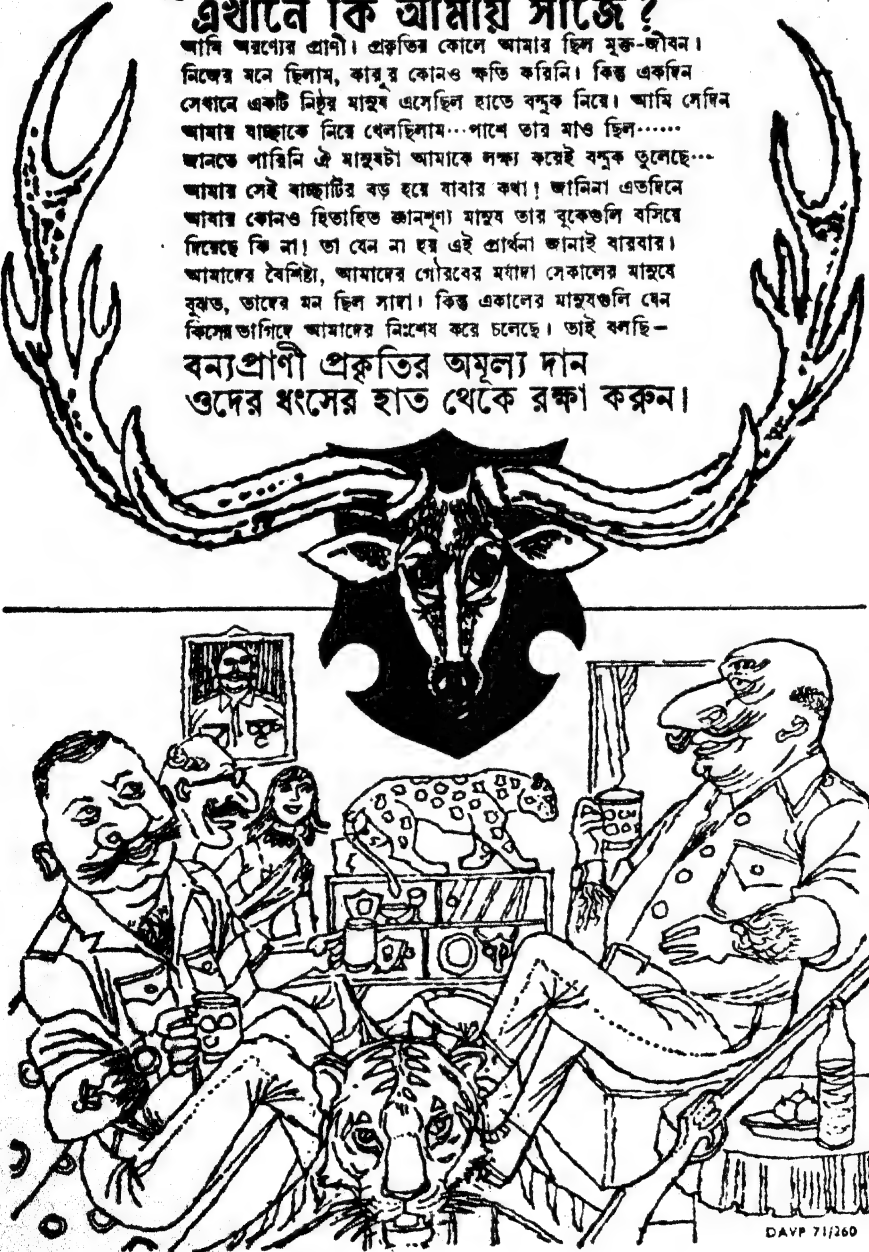 এখানে কি আমায় সাজে ?
আমি অরণ্যের প্রাণী। প্রকৃতির কোলে আমার ছিল মুক্ত-জীবন।
নিজের মনে ছিলাম, কারুর কোনও ক্ষতি করিনি। কিন্তু একদিন
সেখানে একটি নিষ্ঠুর মানুষ এসেছিল হাতে বন্দুক নিয়ে। আমি সেদিন
আমার বাচ্ছাকে নিয়ে খেলছিলাম···পাশে তার মাও ছিল······
জানতে পারিনি ঐ মানুষটা আমাকে লক্ষ্য করেই বন্দুক তুলেছে···
আমার সেই বাচ্ছাটির বড় হয়ে যাবার কথা! জানিনা এতদিনে
আবার কোনও হিতাহিত জ্ঞানশূণ্য মানুষ তার বুকেগুলি বসিয়ে
দিয়েছে কি না! তা যেন না হয় এই প্রার্থনা জানাই বারবার।
আমাদের বৈশিষ্ট্য, আমাদের গৌরবের মর্যাদা সেকালের মানুষে
বুঝত, তাদের মন ছিল সাদা। কিন্তু একালের মানুষগুলি যেন
কিসের তাগিদে আমাদের নিঃশেষ করে চলেছে। তাই বলছি—
বন্যপ্রাণী প্রকৃতির অমূল্য দান
ওদের ধংসের হাত থেকে রক্ষা করুন।
DAVP 71/260